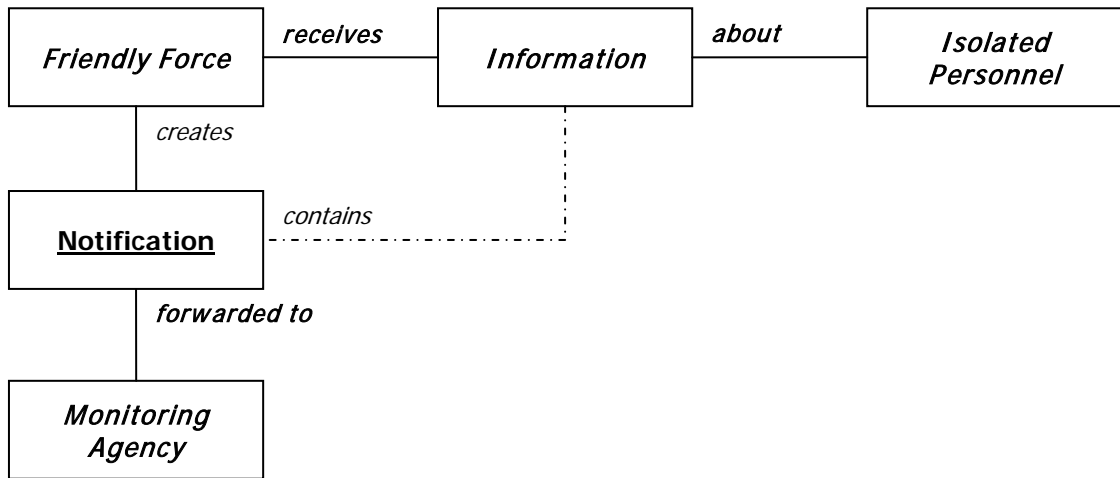 Friendly Force
receives
Information
about
Isolated
Personnel
creates
Notification
contains
forwarded to
Monitoring
Agency